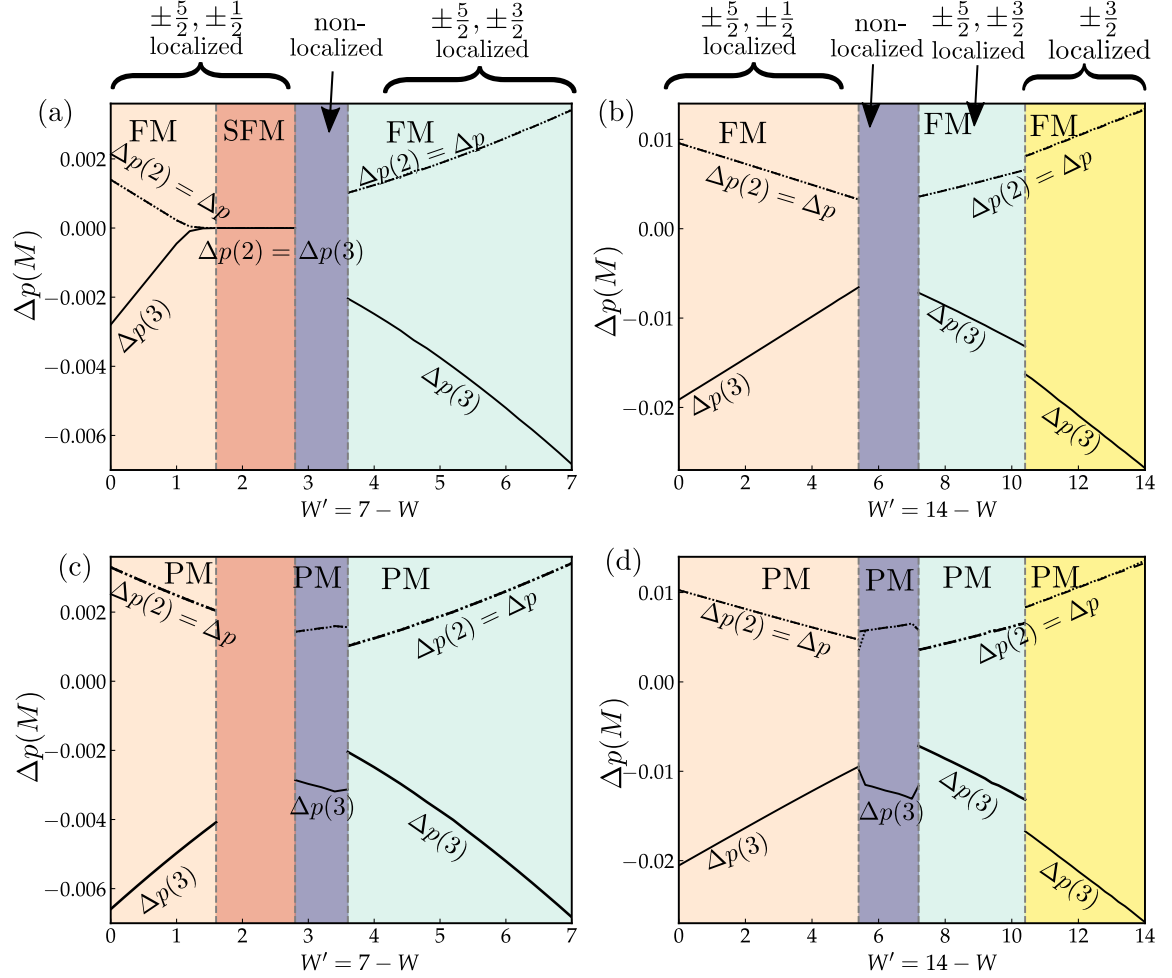 ±5/2, ±1/2
localized
non-
localized
±5/2, ±3/2
localized
±5/2, ±1/2
localized
non-
localized
±5/2, ±3/2
localized
±3/2
localized
(a)
FM
SFM
FM
Δp(2) = Δp
Δp(2) = Δp
Δp(2) = Δp(3)
Δp(3)
Δp(3)
Δp(M)
0.002
0.000
−0.002
−0.004
−0.006
0 1 2 3 4 5 6 7
W′ = 7 − W
(b)
FM
FM
FM
Δp(2) = Δp
Δp(2) = Δp
Δp(3)
Δp(3)
Δp(3)
Δp(M)
0.01
0.00
−0.01
−0.02
0 2 4 6 8 10 12 14
W′ = 14 − W
(c)
PM
PM
PM
Δp(2) = Δp
Δp(2) = Δp
Δp(3)
Δp(3)
Δp(3)
Δp(M)
0.002
0.000
−0.002
−0.004
−0.006
0 1 2 3 4 5 6 7
W′ = 7 − W
(d)
PM
PM
PM
PM
Δp(2) = Δp
Δp(2) = Δp
Δp(3)
Δp(3)
Δp(3)
Δp(3)
Δp(M)
0.01
0.00
−0.01
−0.02
0 2 4 6 8 10 12 14
W′ = 14 − W